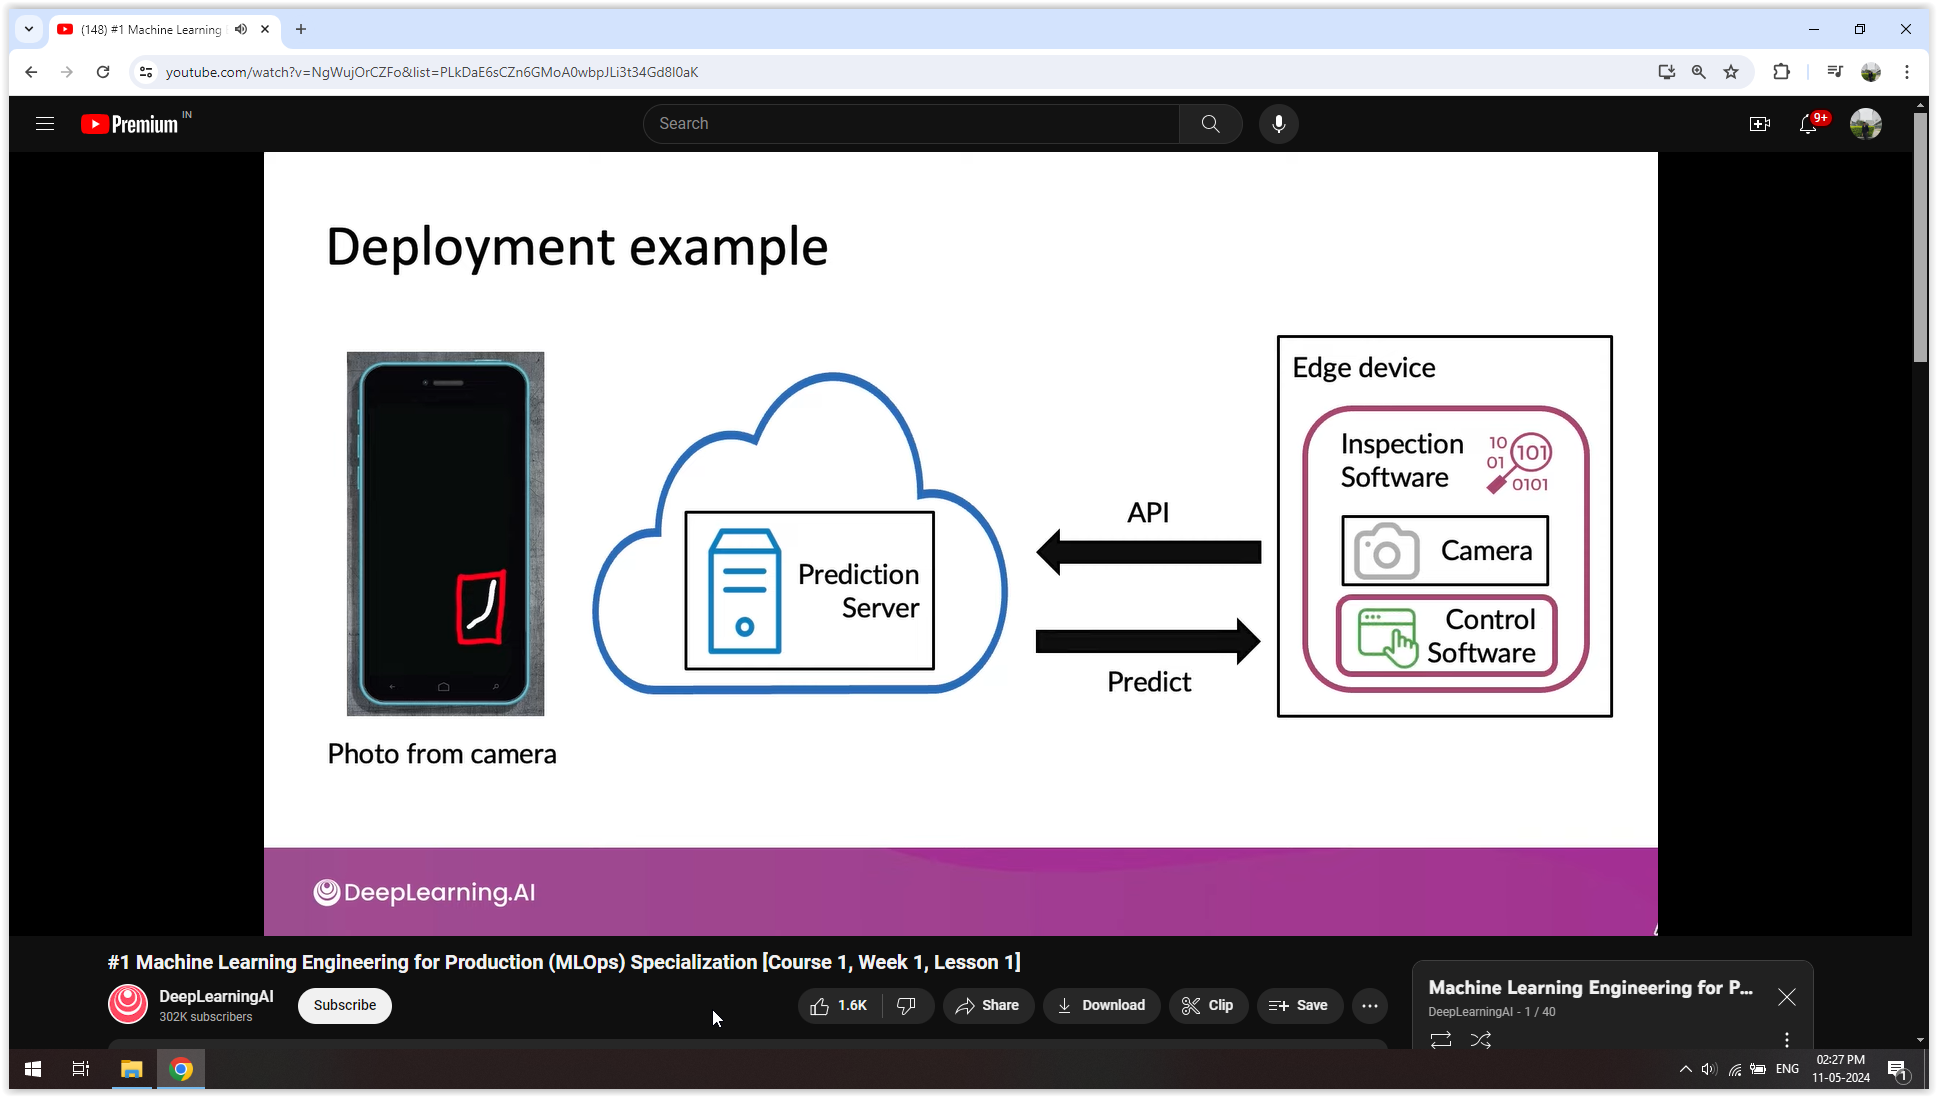 (148) #1 Machine Learning
youtube.com/watch?v=NgWujOrCZFo&list=PLkDaE6sCZn6GMoA0wbpJLi3t34Gd8l0aK
Premium IN
Search
9+
Deployment example
Edge device
Inspection
Software
10
01
101
0101
API
Camera
Prediction
Server
Control
Software
Predict
Photo from camera
DeepLearning.AI
#1 Machine Learning Engineering for Production (MLOps) Specialization [Course 1, Week 1, Lesson 1]
DeepLearningAI
302K subscribers
Subscribe
1.6K
Share
Download
Clip
Save
Machine Learning Engineering for P...
DeepLearningAI - 1 / 40
ENG
02:27 PM
11-05-2024
1